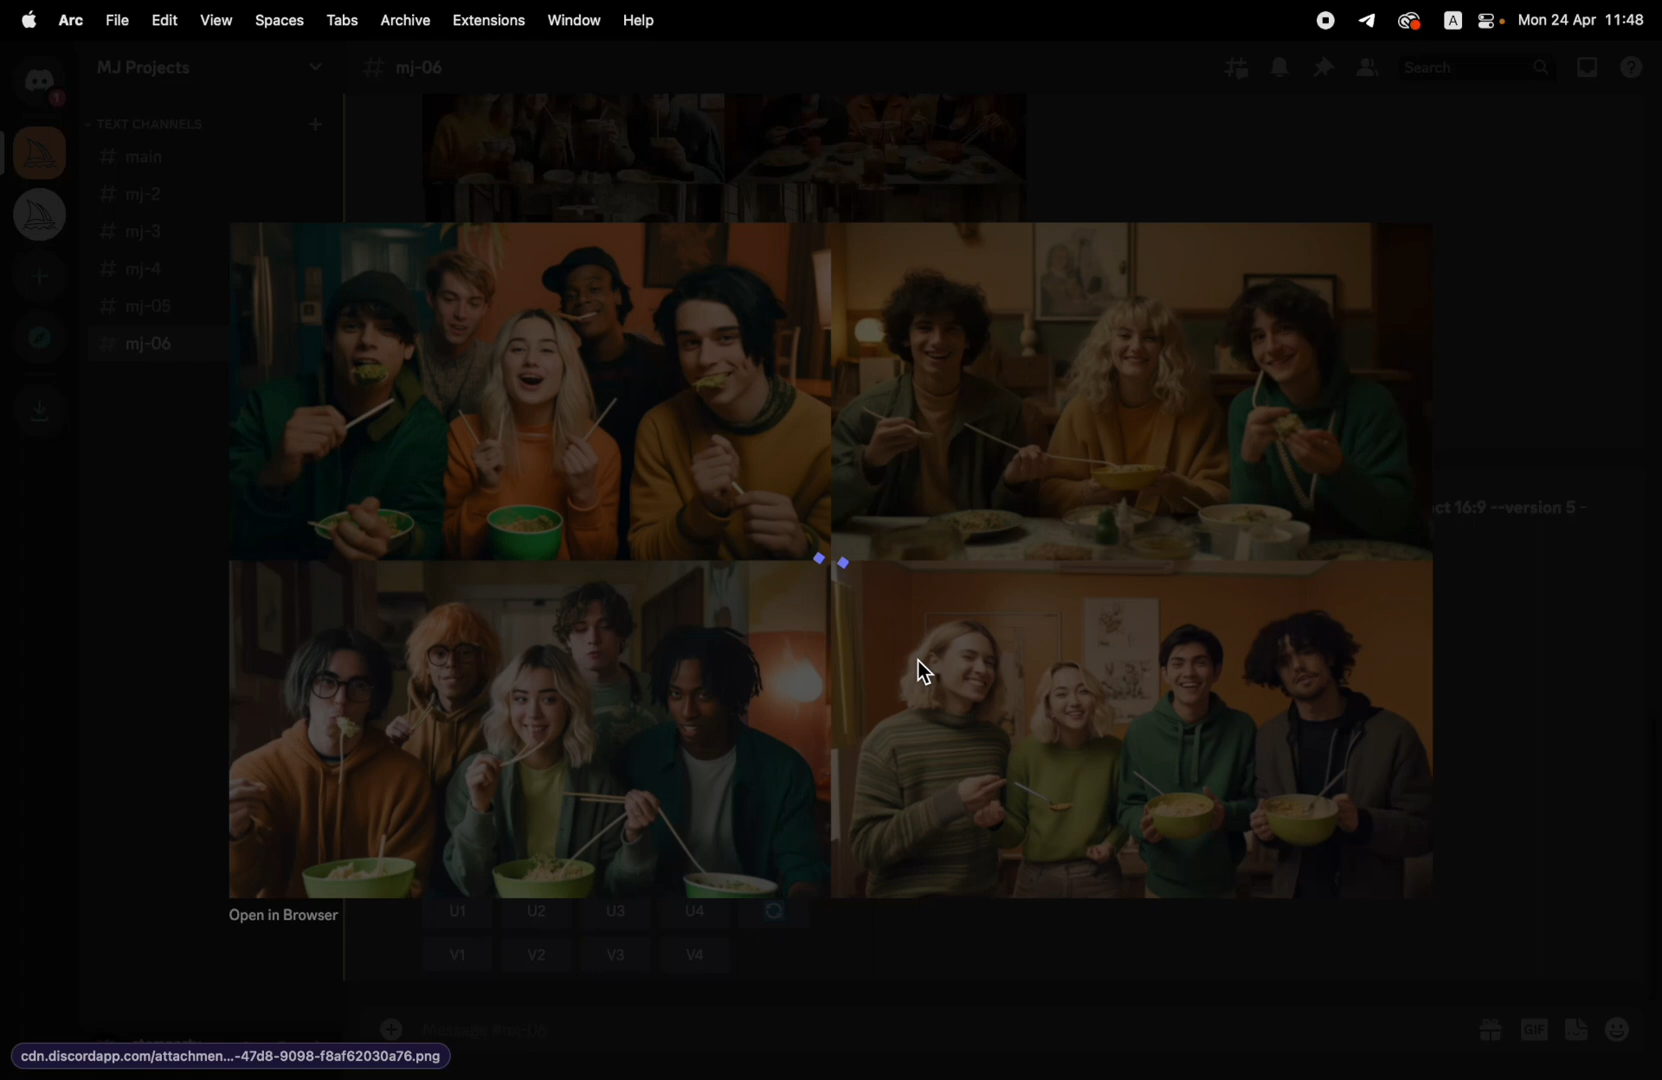 Arc File Edit View Spaces Tabs Archive Extensions Window Help A Mon 24 Apr 11:48
1 MJ Projects # mj-06 Search ?
TEXT CHANNELS +
# main
# mj-2
# mj-3
# mj-4
# mj-05
# mj-06
ct 16:9 --version 5 -
Open in Browser U1 U2 U3 U4
V1 V2 V3 V4
GIF
cdn.discordapp.com/attachmen...-47d8-9098-f8af62030a76.png